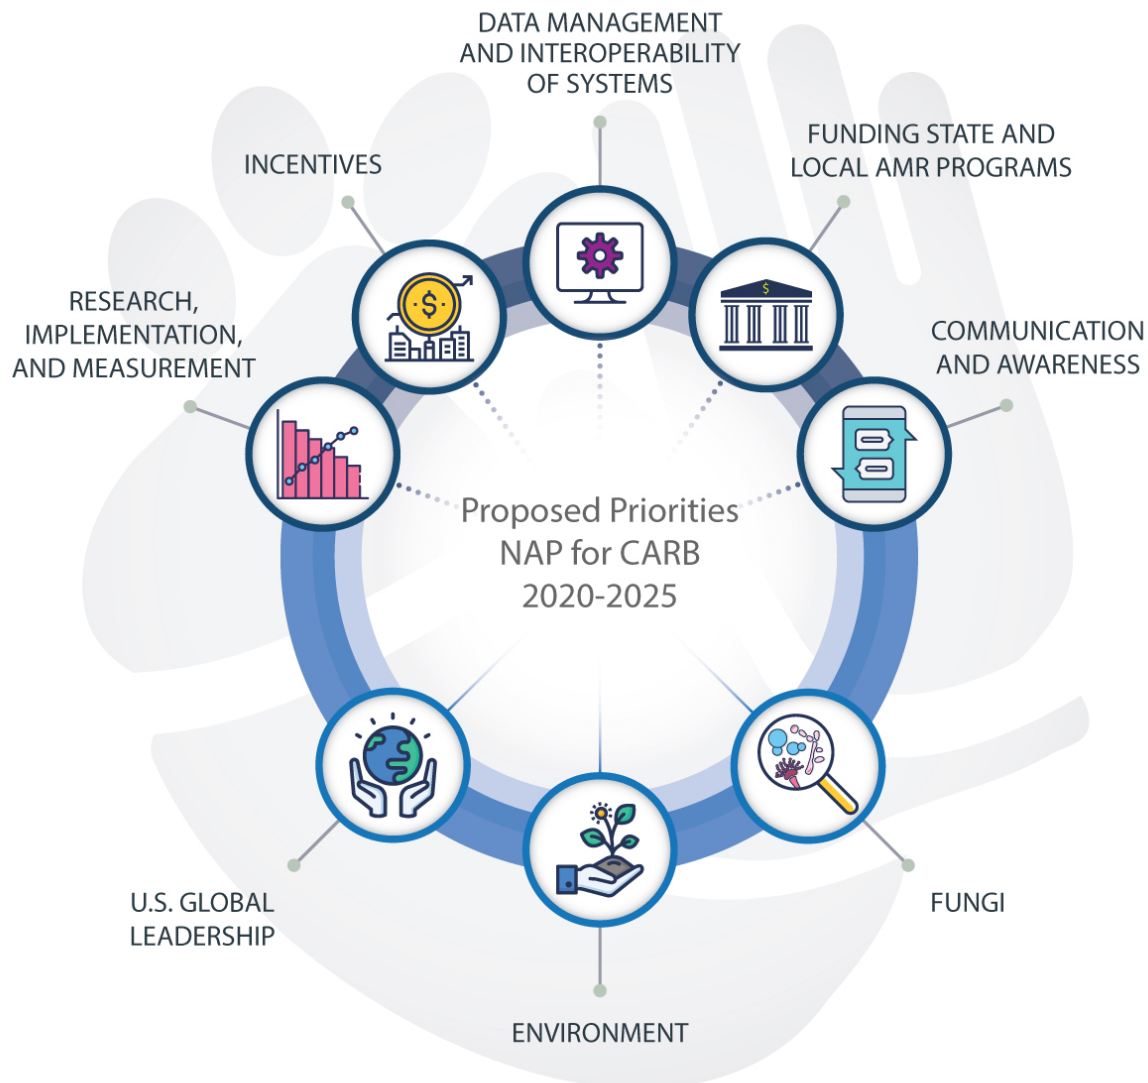 DATA MANAGEMENT
AND INTEROPERABILITY
OF SYSTEMS
FUNDING STATE AND
LOCAL AMR PROGRAMS
INCENTIVES
$
$
RESEARCH,
IMPLEMENTATION,
AND MEASUREMENT
COMMUNICATION
AND AWARENESS
Proposed Priorities
NAP for CARB
2020-2025
U.S. GLOBAL
LEADERSHIP
FUNGI
ENVIRONMENT